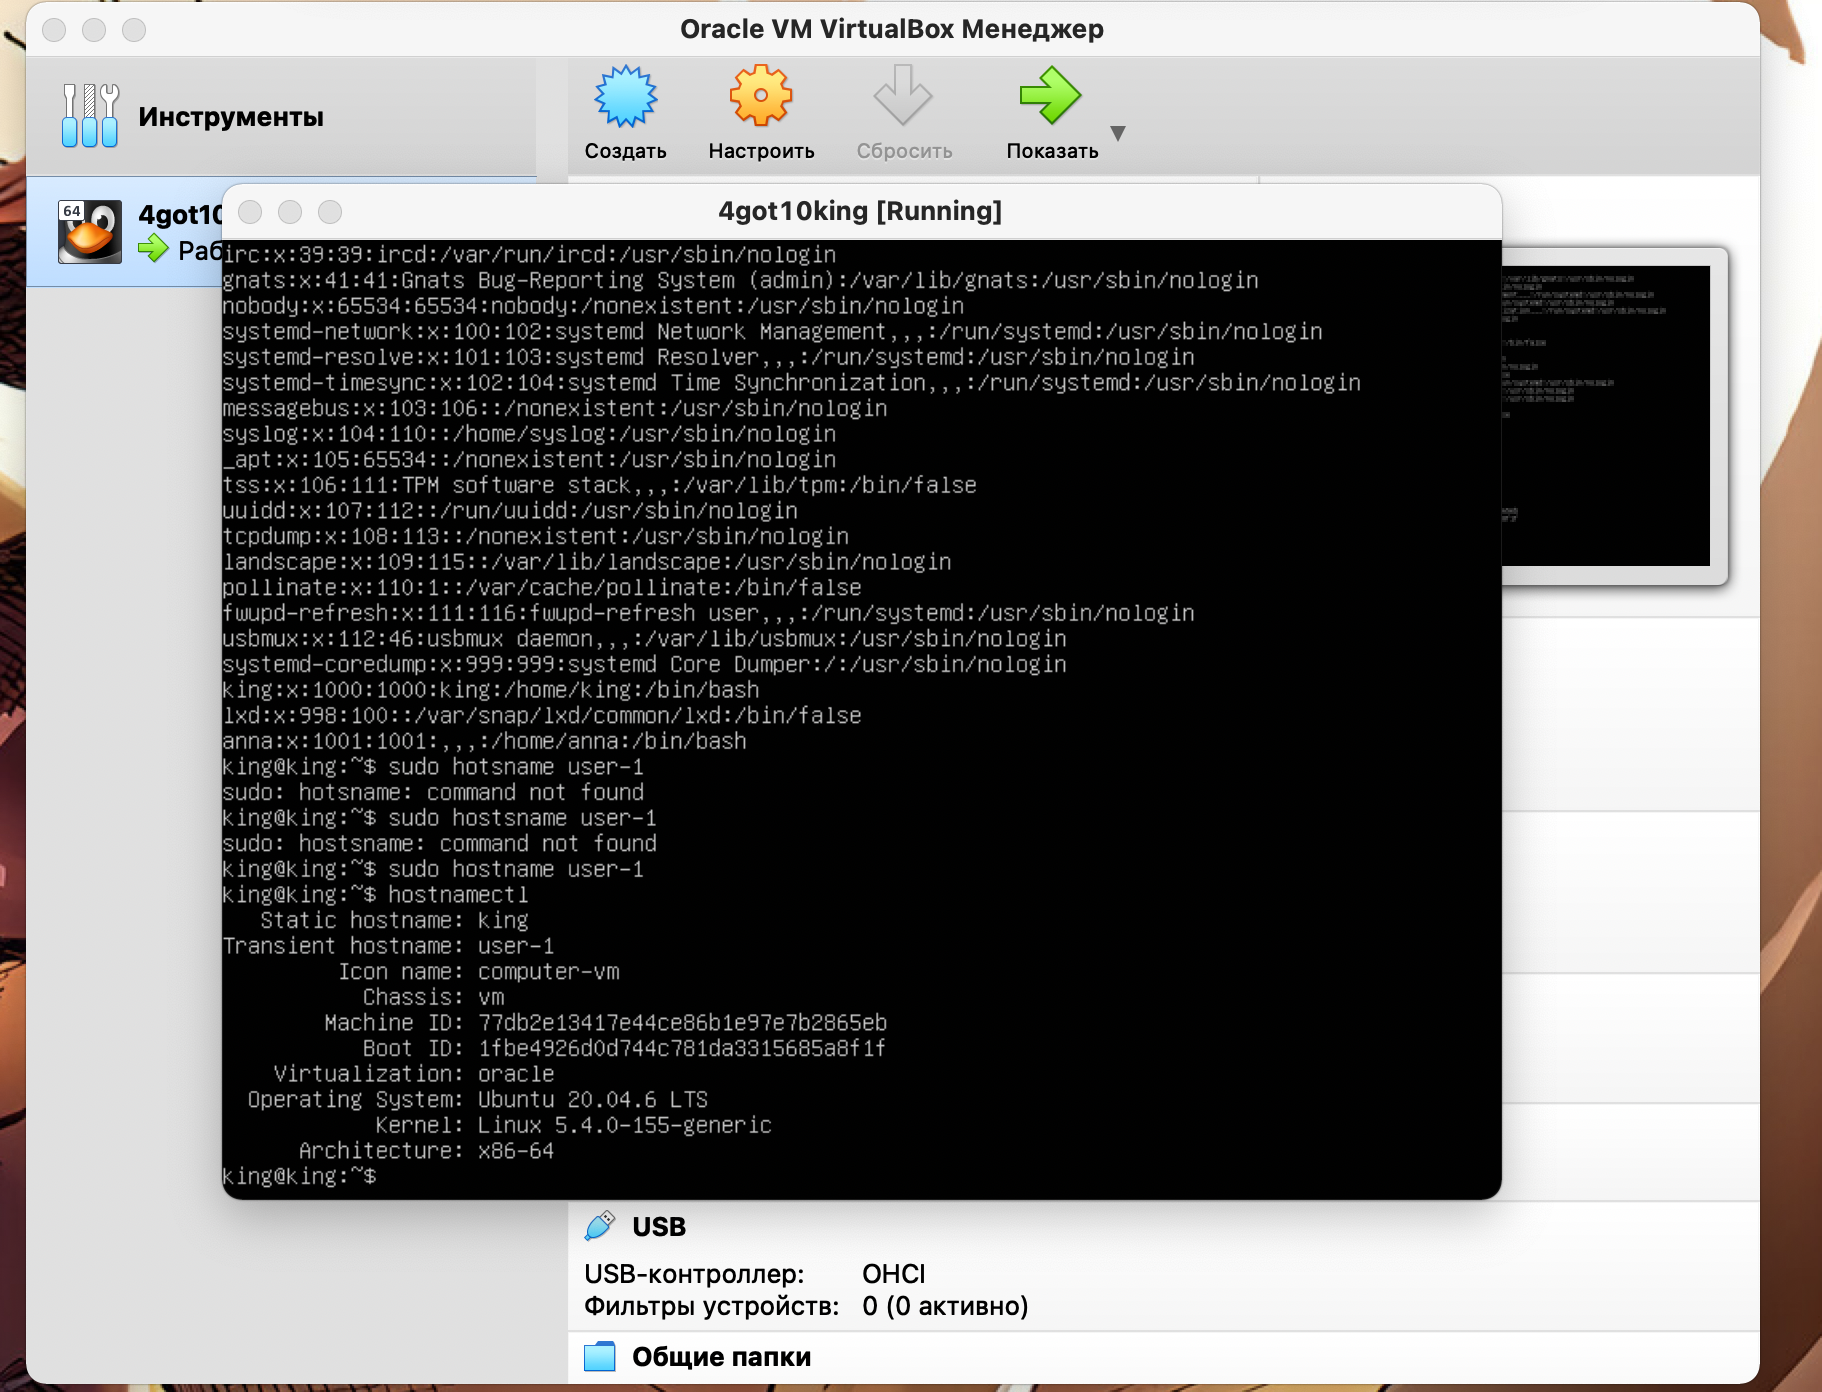 Oracle VM VirtualBox Менеджер
Инструменты
Создать
Настроить
Сбросить
Показать
64
4got10
Раб
4got10king [Running]
irc:x:39:39:ircd:/var/run/ircd:/usr/sbin/nologin
gnats:x:41:41:Gnats Bug-Reporting System (admin):/var/lib/gnats:/usr/sbin/nologin
nobody:x:65534:65534:nobody:/nonexistent:/usr/sbin/nologin
systemd-network:x:100:102:systemd Network Management,,,:/run/systemd:/usr/sbin/nologin
systemd-resolve:x:101:103:systemd Resolver,,,:/run/systemd:/usr/sbin/nologin
systemd-timesync:x:102:104:systemd Time Synchronization,,,:/run/systemd:/usr/sbin/nologin
messagebus:x:103:106::/nonexistent:/usr/sbin/nologin
syslog:x:104:110::/home/syslog:/usr/sbin/nologin
_apt:x:105:65534::/nonexistent:/usr/sbin/nologin
tss:x:106:111:TPM software stack,,,:/var/lib/tpm:/bin/false
uuidd:x:107:112::/run/uuidd:/usr/sbin/nologin
tcpdump:x:108:113::/nonexistent:/usr/sbin/nologin
landscape:x:109:115::/var/lib/landscape:/usr/sbin/nologin
pollinate:x:110:1::/var/cache/pollinate:/bin/false
fwupd-refresh:x:111:116:fwupd-refresh user,,,:/run/systemd:/usr/sbin/nologin
usbmux:x:112:46:usbmux daemon,,,:/var/lib/usbmux:/usr/sbin/nologin
systemd-coredump:x:999:999:systemd Core Dumper:/:/usr/sbin/nologin
king:x:1000:1000:king:/home/king:/bin/bash
lxd:x:998:100::/var/snap/lxd/common/lxd:/bin/false
anna:x:1001:1001:,,,:/home/anna:/bin/bash
king@king:~$ sudo hotsname user-1
sudo: hotsname: command not found
king@king:~$ sudo hostsname user-1
sudo: hostsname: command not found
king@king:~$ sudo hostname user-1
king@king:~$ hostnamectl
Static hostname: king
Transient hostname: user-1
Icon name: computer-vm
Chassis: vm
Machine ID: 77db2e13417e44ce86b1e97e7b2865eb
Boot ID: 1fbe4926d0d744c781da3315685a8f1f
Virtualization: oracle
Operating System: Ubuntu 20.04.6 LTS
Kernel: Linux 5.4.0-155-generic
Architecture: x86-64
king@king:~$
USB
USB-контроллер: OHCI
Фильтры устройств: 0 (0 активно)
Общие папки